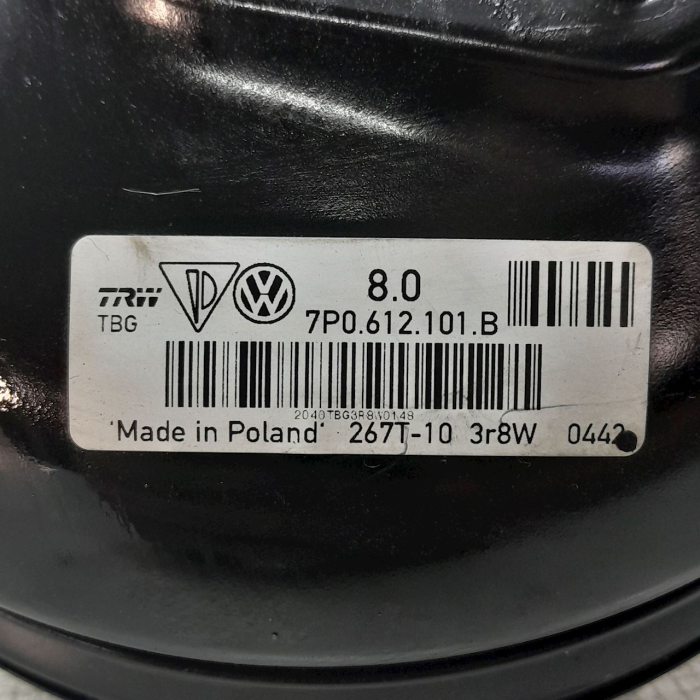 TRW
8.0
TBG
7P0.612.101.B
2040TBG3R8W0148
'Made in Poland' 267T-10 3r8W 0442